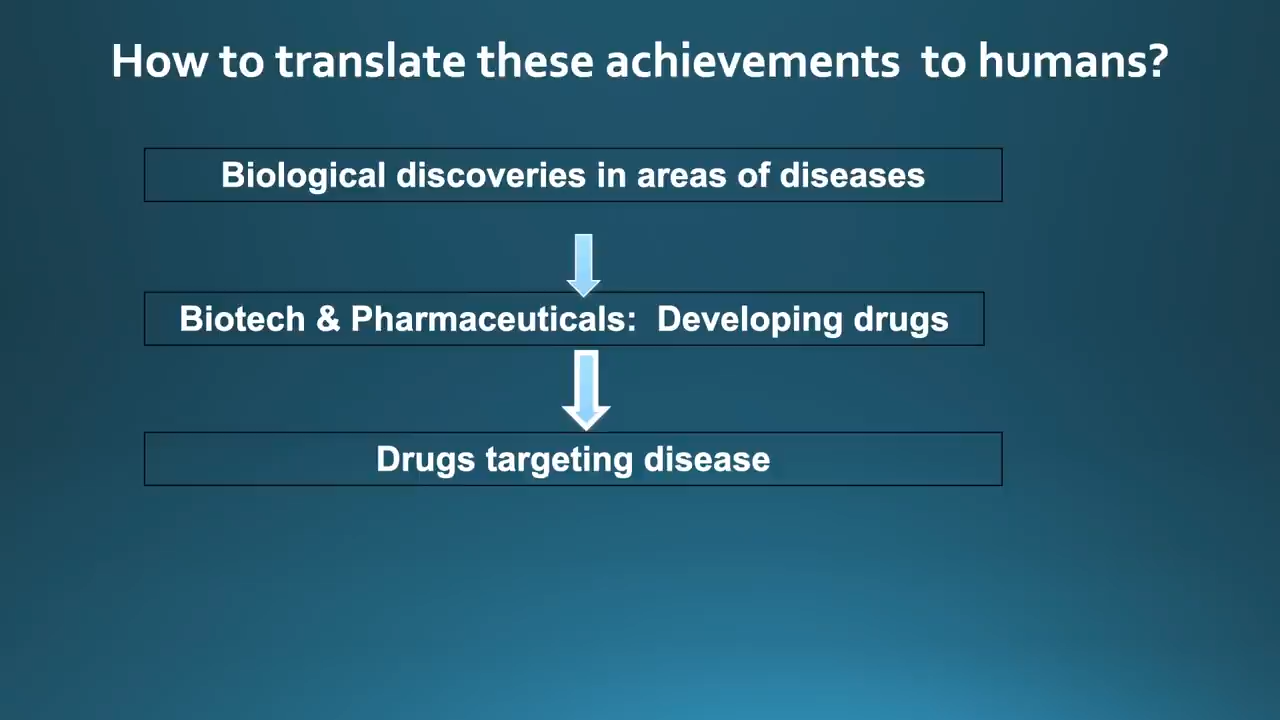 How to translate these achievements  to humans?
Biological discoveries in areas of diseases
Biotech & Pharmaceuticals:  Developing drugs
Drugs targeting disease